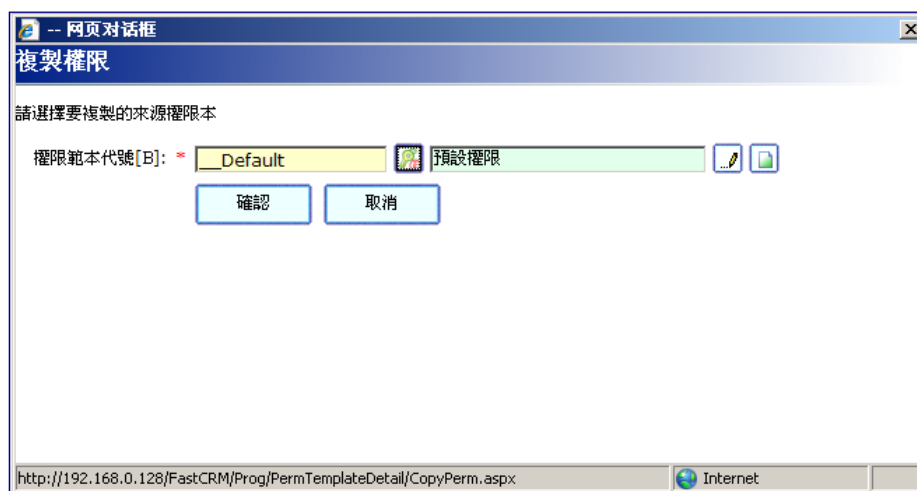 -- 网页对话框
複製權限
請選擇要複製的來源權限本
權限範本代號[B]: * __Default 預設權限
確認 取消
http://192.168.0.128/FastCRM/Prog/PermTemplateDetail/CopyPerm.aspx Internet